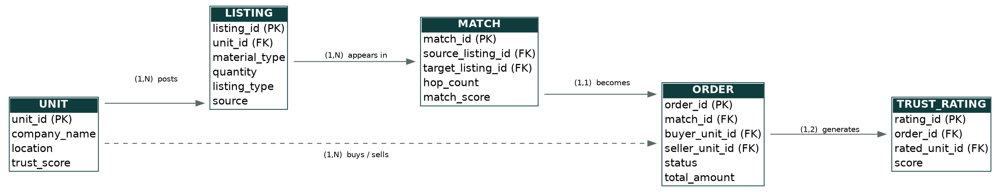 UNIT
unit_id (PK)
company_name
location
trust_score
(1,N)  posts
LISTING
listing_id (PK)
unit_id (FK)
material_type
quantity
listing_type
source
(1,N)  appears in
MATCH
match_id (PK)
source_listing_id (FK)
target_listing_id (FK)
hop_count
match_score
(1,N)  buys / sells
(1,1)  becomes
ORDER
order_id (PK)
match_id (FK)
buyer_unit_id (FK)
seller_unit_id (FK)
status
total_amount
(1,2)  generates
TRUST_RATING
rating_id (PK)
order_id (FK)
rated_unit_id (FK)
score